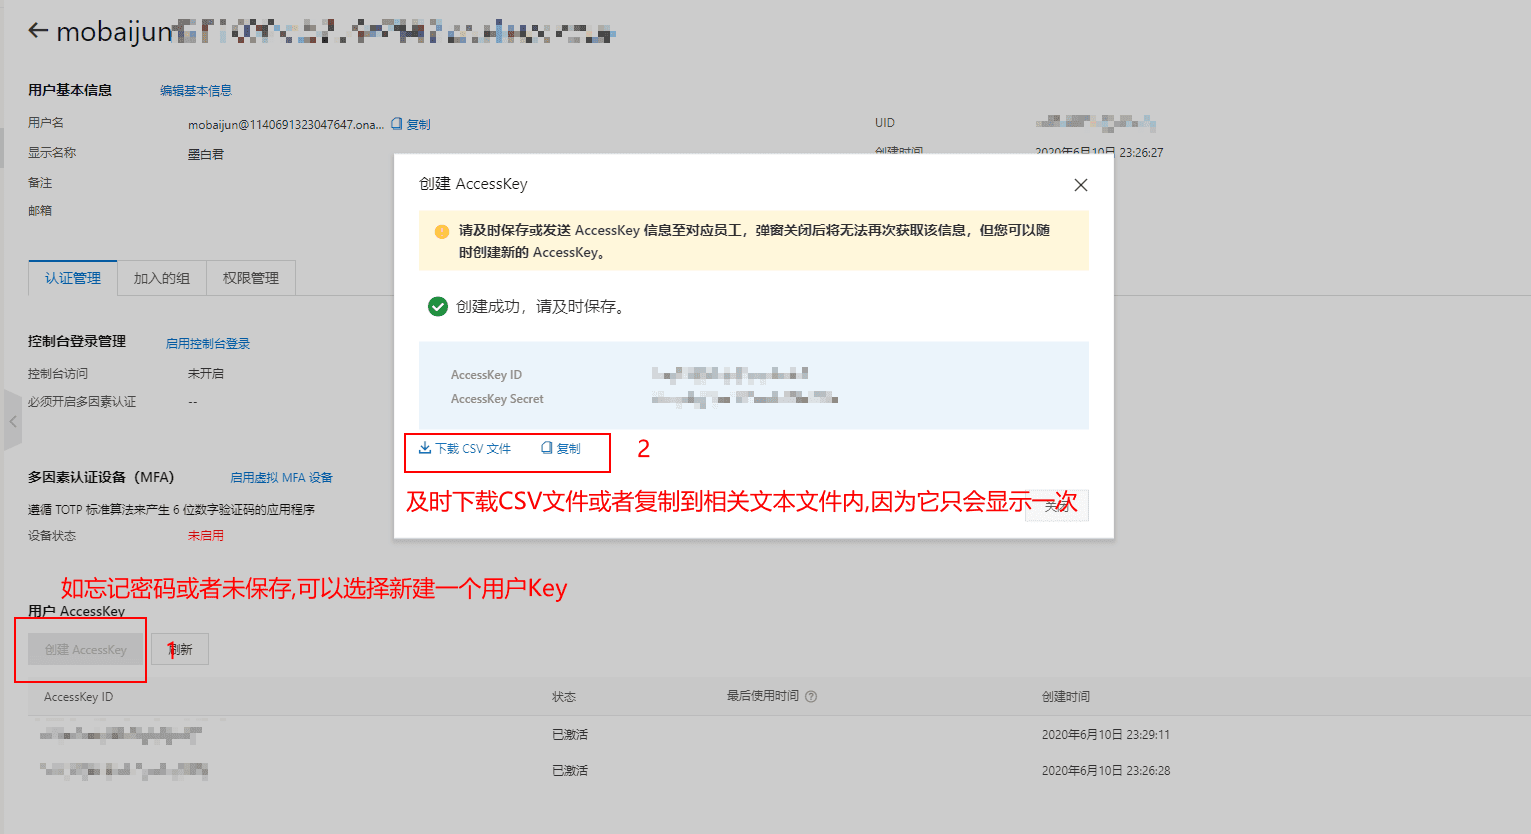 mobaijun
用户基本信息 编辑基本信息
用户名 mobaijun@1140691323047647.ona... 复制 UID
显示名称 墨白君 创建时间 2020年6月10日 23:26:27
备注
邮箱
认证管理 加入的组 权限管理
控制台登录管理 启用控制台登录
控制台访问 未开启
必须开启多因素认证 --
多因素认证设备（MFA） 启用虚拟 MFA 设备
遵循 TOTP 标准算法来产生 6 位数字验证码的应用程序
设备状态 未启用
创建 AccessKey
请及时保存或发送 AccessKey 信息至对应员工，弹窗关闭后将无法再次获取该信息，但您可以随
时创建新的 AccessKey。
创建成功，请及时保存。
AccessKey ID
AccessKey Secret
下载 CSV 文件 复制 2
及时下载CSV文件或者复制到相关文本文件内,因为它只会显示一次
关闭
如忘记密码或者未保存,可以选择新建一个用户Key
用户 AccessKey
创建 AccessKey 1 刷新
AccessKey ID 状态 最后使用时间 创建时间
已激活 2020年6月10日 23:29:11
已激活 2020年6月10日 23:26:28